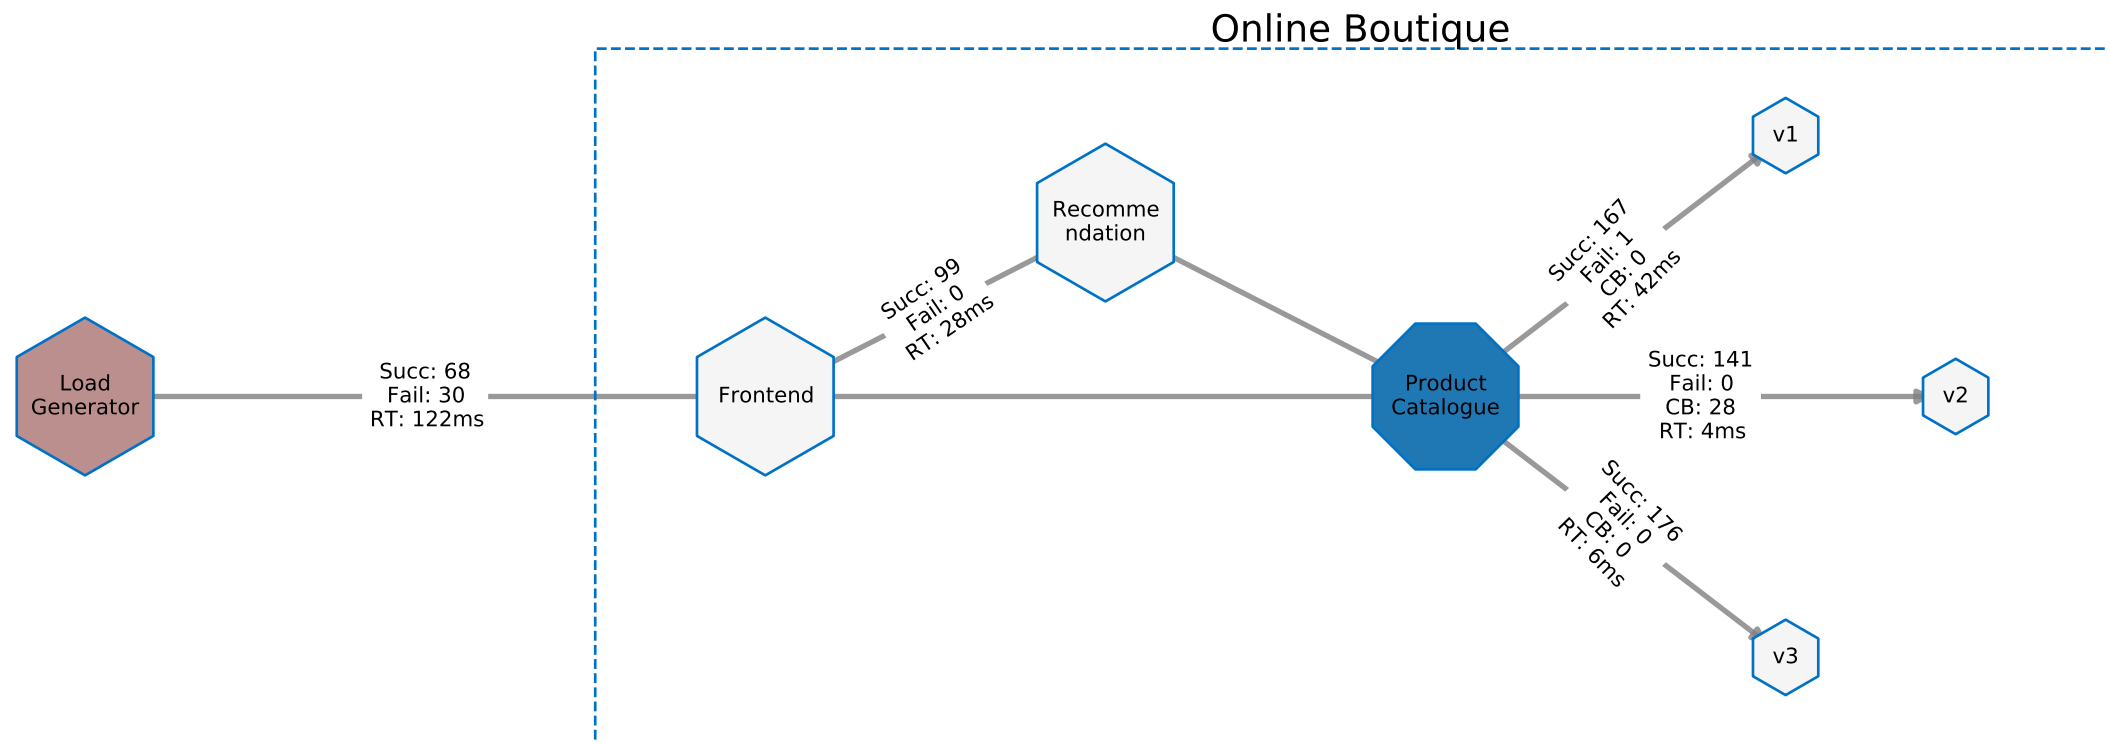 Online Boutique
Load
Generator
Succ: 68
Fail: 30
RT: 122ms
Frontend
Succ: 99
Fail: 0
RT: 28ms
Recomme
ndation
Product
Catalogue
Succ: 167
Fail: 1
CB: 0
RT: 42ms
v1
Succ: 141
Fail: 0
CB: 28
RT: 4ms
v2
Succ: 176
Fail: 0
CB: 0
RT: 6ms
v3